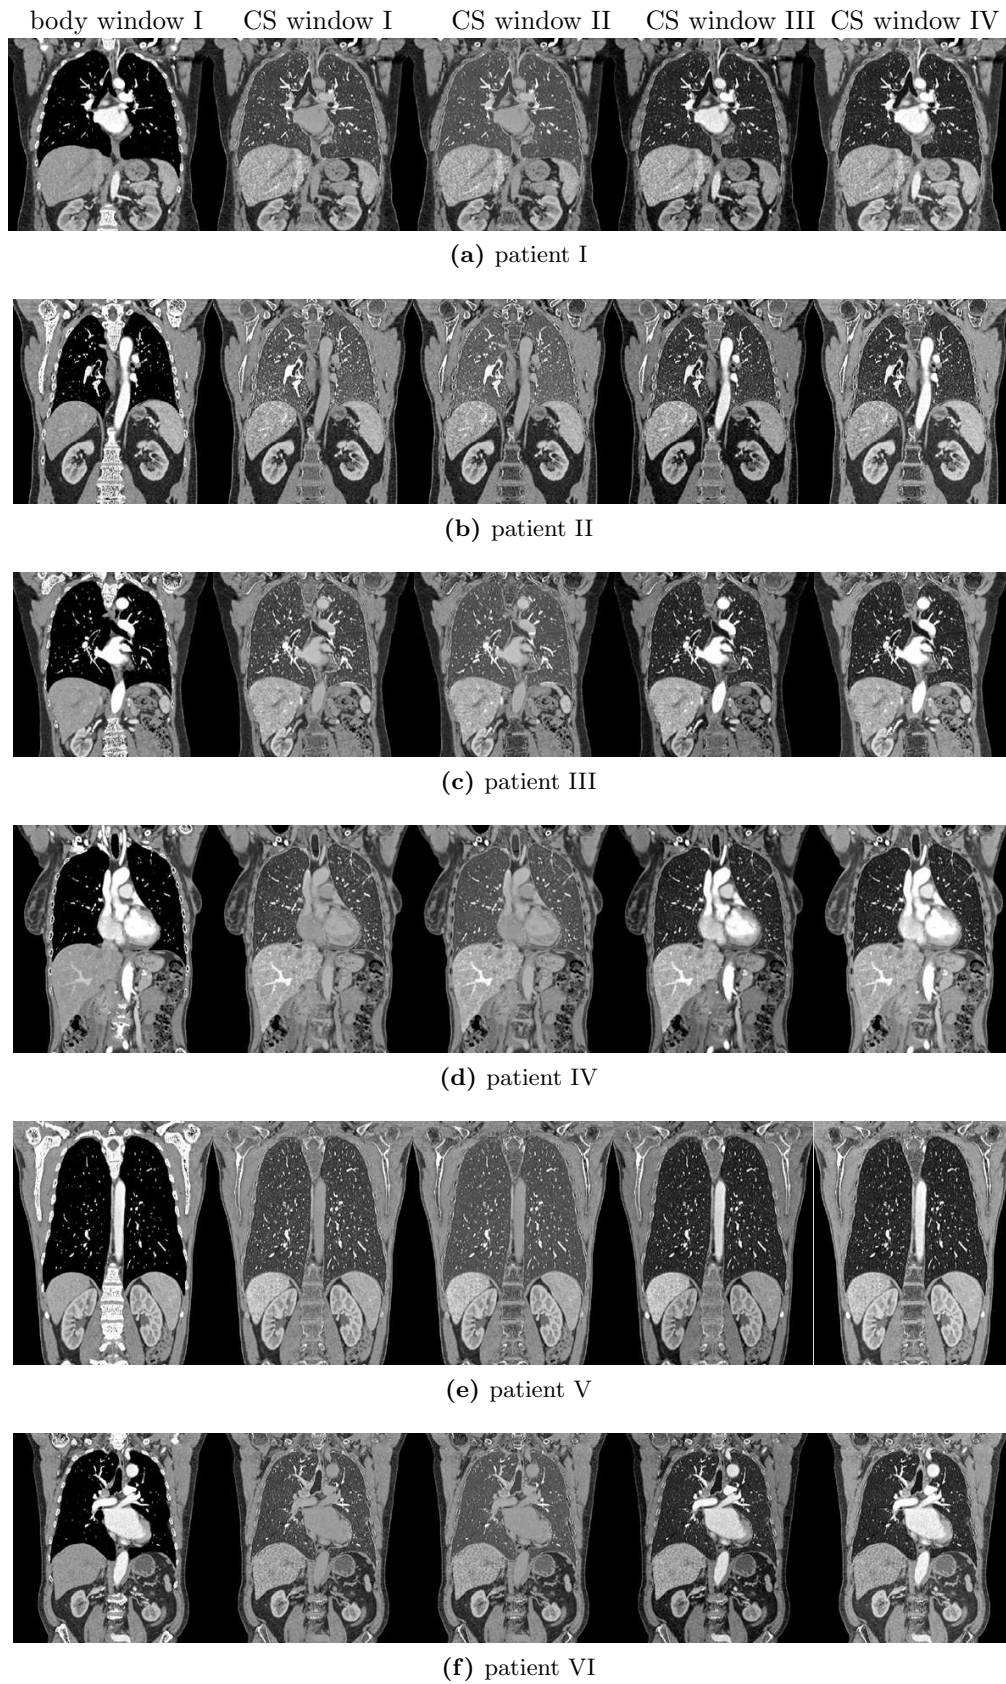 body window I CS window I CS window II CS window III CS window IV
(a) patient I
(b) patient II
(c) patient III
(d) patient IV
(e) patient V
(f) patient VI